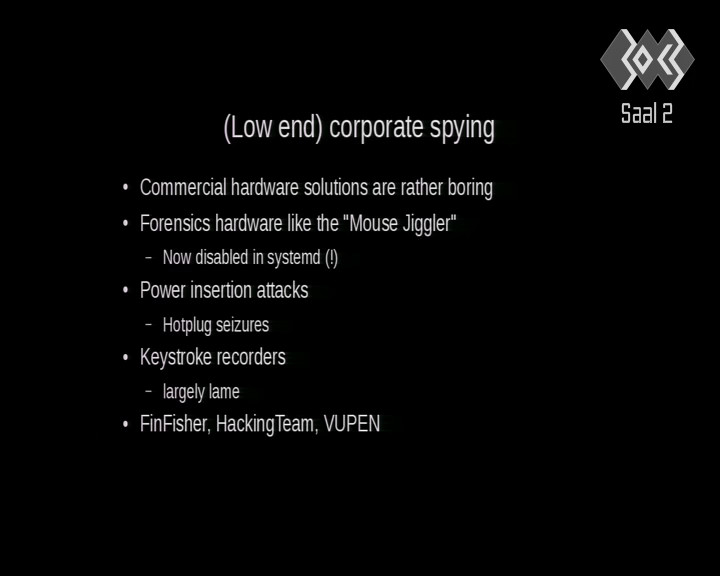 30C3
Saal 2
(Low end) corporate spying
• Commercial hardware solutions are rather boring
• Forensics hardware like the "Mouse Jiggler"
– Now disabled in systemd (!)
• Power insertion attacks
– Hotplug seizures
• Keystroke recorders
– largely lame
• FinFisher, HackingTeam, VUPEN